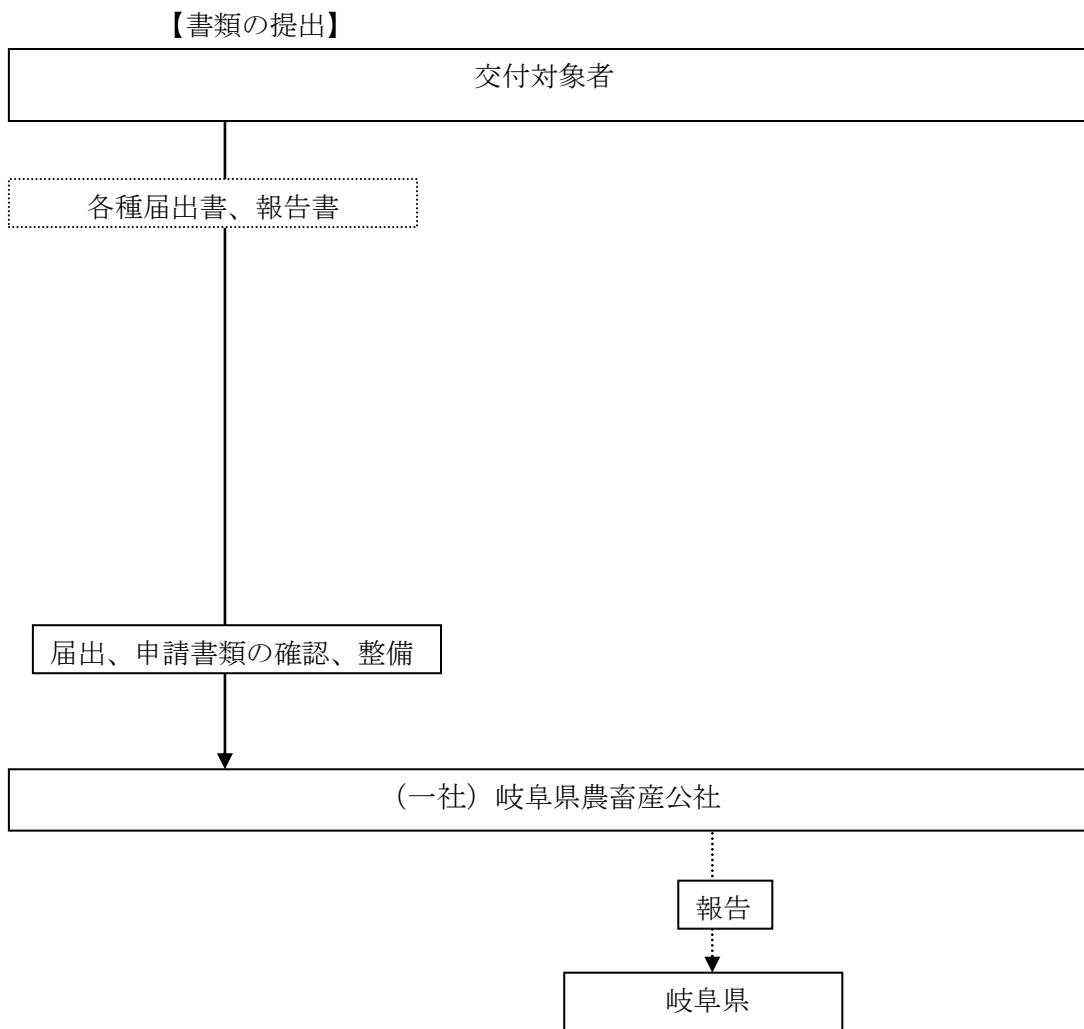 【書類の提出】
交付対象者
各種届出書、報告書
届出、申請書類の確認、整備
（一社）岐阜県農畜産公社
報告
岐阜県